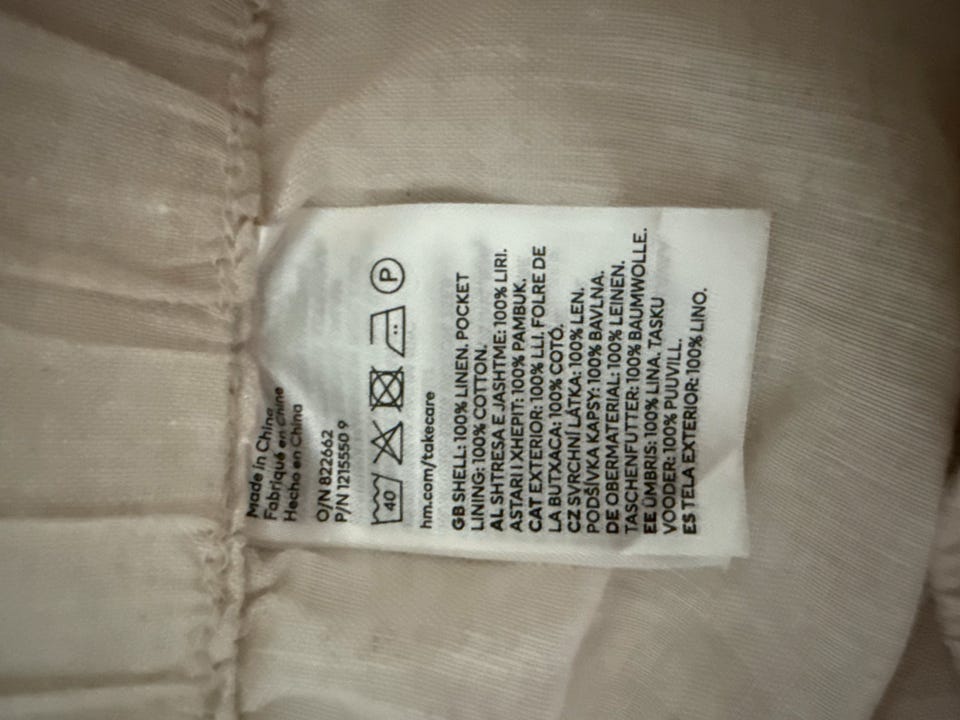 Made in China
Fabriqué en Chine
Hecho en China
O/N 822662
P/N 1215550 9
40 P
hm.com/takecare
GB SHELL: 100% LINEN. POCKET
LINING: 100% COTTON.
AL SHTRESA E JASHTME: 100% LIRI.
ASTARI I XHEPIT: 100% PAMBUK.
CAT EXTERIOR: 100% LLI. FOLRE DE
LA BUTXACA: 100% COTÓ.
CZ SVRCHNÍ LÁTKA: 100% LEN.
PODŠÍVKA KAPSY: 100% BAVLNA.
DE OBERMATERIAL: 100% LEINEN.
TASCHENFUTTER: 100% BAUMWOLLE.
EE ÜMBRIS: 100% LINA. TASKU
VOODER: 100% PUUVILL.
ES TELA EXTERIOR: 100% LINO.